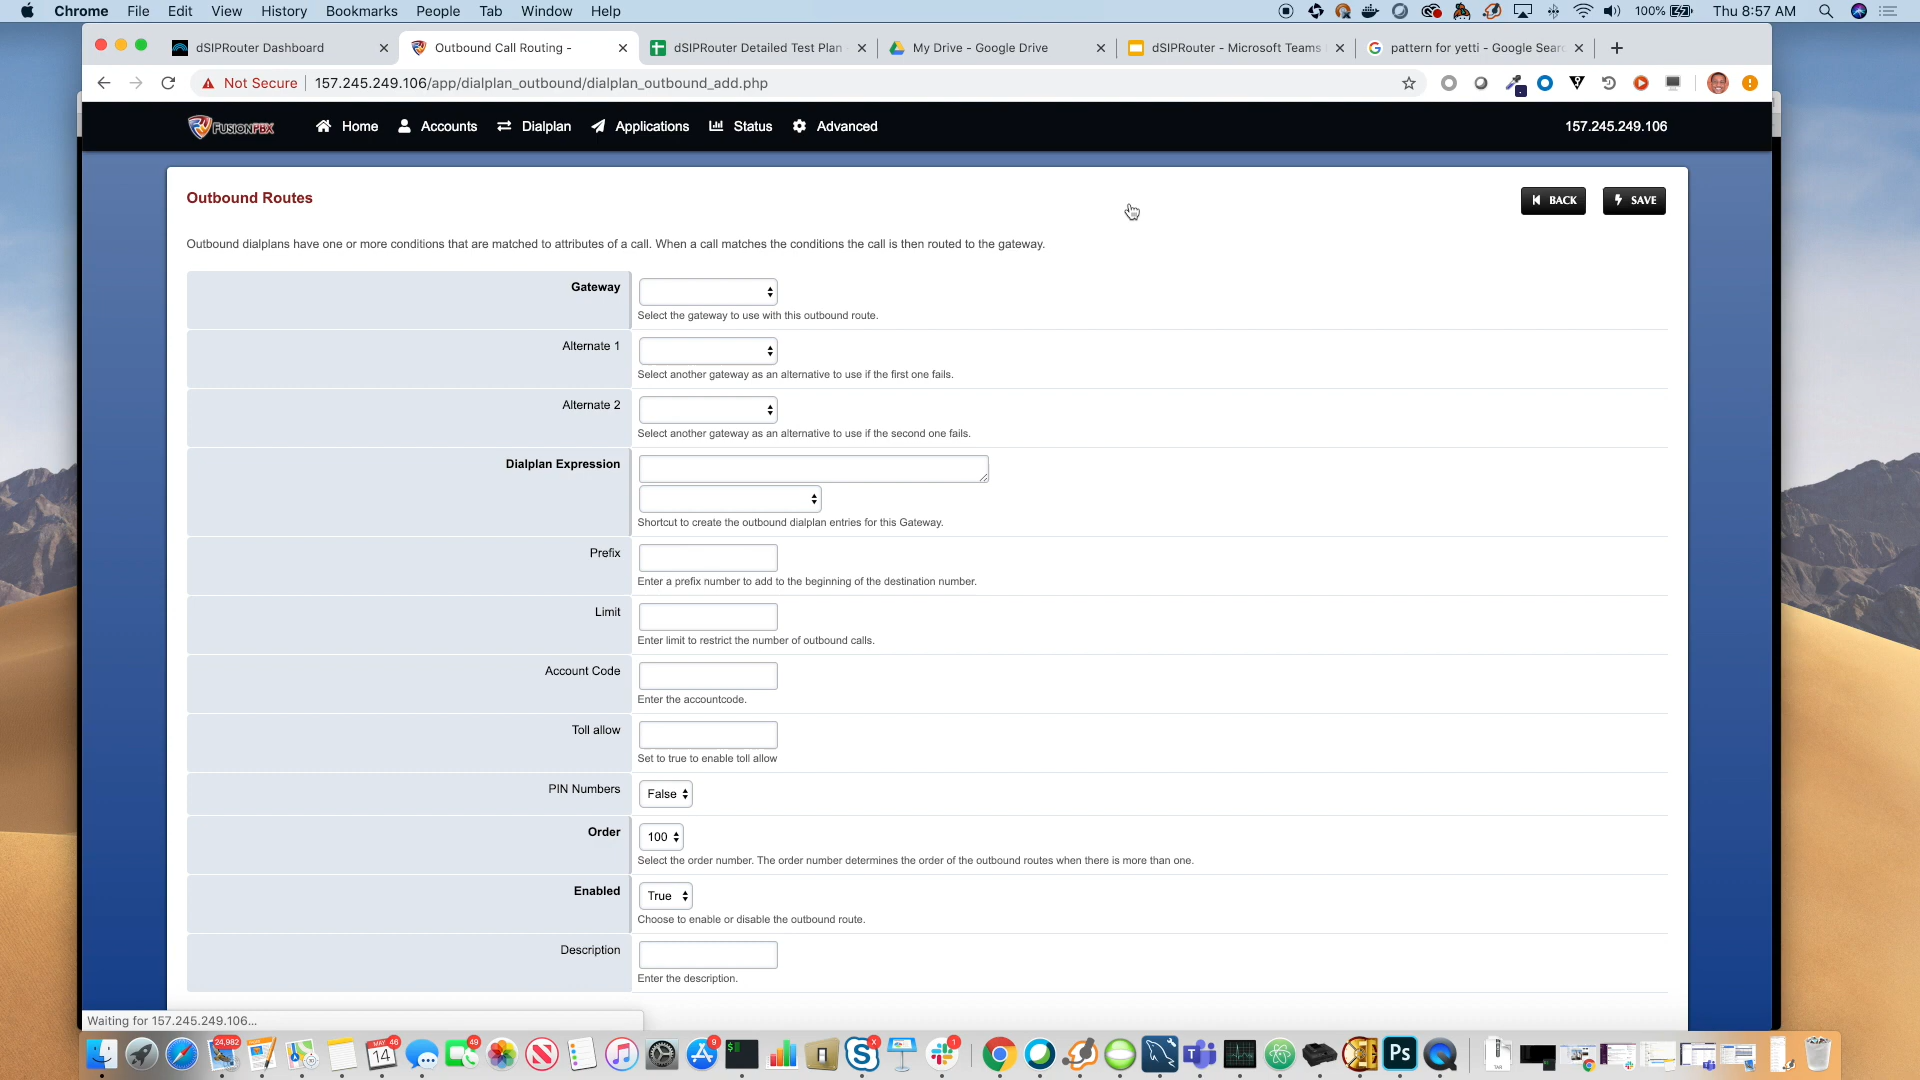 Chrome File Edit View History Bookmarks People Tab Window Help 100% Thu 8:57 AM
dSIPRouter Dashboard
Outbound Call Routing -
dSIPRouter Detailed Test Plan
My Drive - Google Drive
dSIPRouter - Microsoft Teams
pattern for yetti - Google Sear
Not Secure 157.245.249.106/app/dialplan_outbound/dialplan_outbound_add.php
FUSIONPBX Home Accounts Dialplan Applications Status Advanced 157.245.249.106
Outbound Routes BACK SAVE
Outbound dialplans have one or more conditions that are matched to attributes of a call. When a call matches the conditions the call is then routed to the gateway.
Gateway
Select the gateway to use with this outbound route.
Alternate 1
Select another gateway as an alternative to use if the first one fails.
Alternate 2
Select another gateway as an alternative to use if the second one fails.
Dialplan Expression
Shortcut to create the outbound dialplan entries for this Gateway.
Prefix
Enter a prefix number to add to the beginning of the destination number.
Limit
Enter limit to restrict the number of outbound calls.
Account Code
Enter the accountcode.
Toll allow
Set to true to enable toll allow
PIN Numbers False
Order 100
Select the order number. The order number determines the order of the outbound routes when there is more than one.
Enabled True
Choose to enable or disable the outbound route.
Description
Enter the description.
Waiting for 157.245.249.106...
24,982
MAY 46
14
49
9
1
Ps